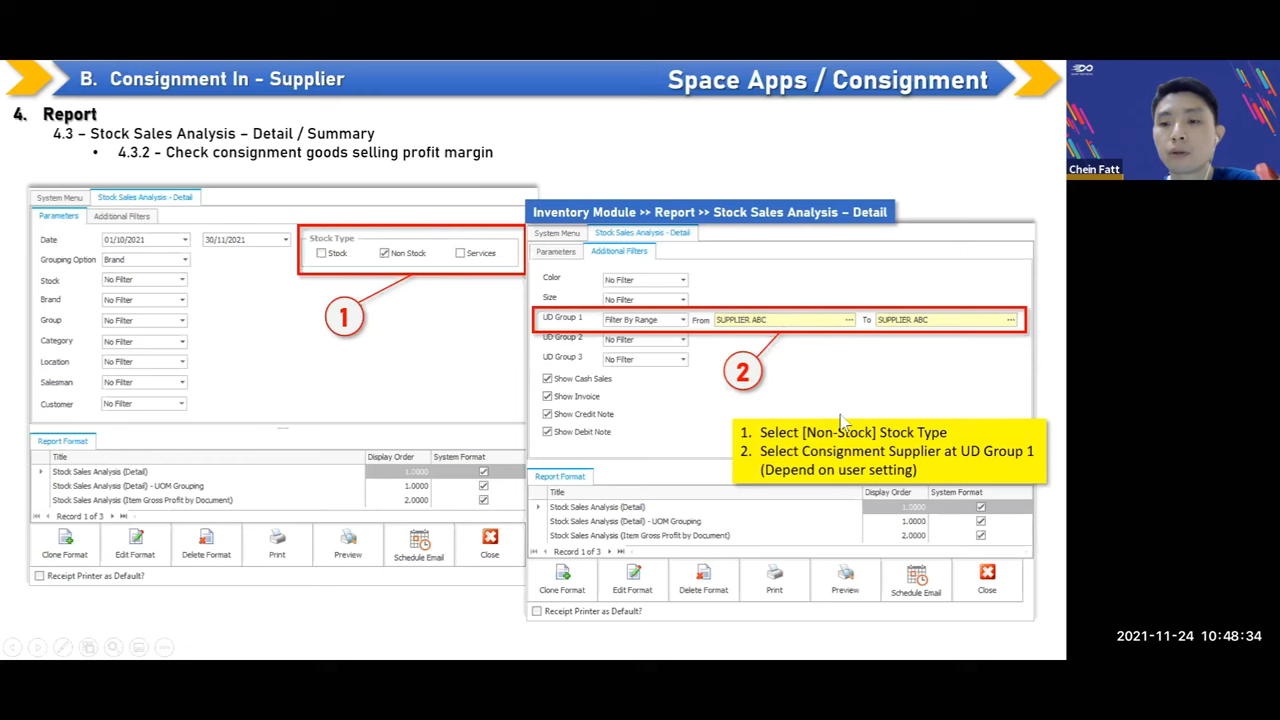 B. Consignment In - Supplier
Space Apps / Consignment
4. Report
4.3 – Stock Sales Analysis – Detail / Summary
• 4.3.2 - Check consignment goods selling profit margin
Chein Fatt
System Menu
Stock Sales Analysis - Detail
Parameters
Additional Filters
Date
01/10/2021
30/11/2021
Grouping Option
Brand
Stock
No Filter
Brand
No Filter
Group
No Filter
Category
No Filter
Location
No Filter
Salesman
No Filter
Customer
No Filter
Stock Type
Stock
Non Stock
Services
1
Report Format
Title
Display Order
System Format
Stock Sales Analysis (Detail)
1.0000
Stock Sales Analysis (Detail) - UOM Grouping
1.0000
Stock Sales Analysis (Item Gross Profit by Document)
2.0000
Record 1 of 3
Clone Format
Edit Format
Delete Format
Print
Preview
Schedule Email
Close
Receipt Printer as Default?
Inventory Module >> Report >> Stock Sales Analysis – Detail
System Menu
Stock Sales Analysis - Detail
Parameters
Additional Filters
Color
No Filter
Size
No Filter
UD Group 1
Filter By Range
From
SUPPLIER ABC
To
SUPPLIER ABC
UD Group 2
No Filter
UD Group 3
No Filter
Show Cash Sales
Show Invoice
Show Credit Note
Show Debit Note
2
1. Select [Non-Stock] Stock Type
2. Select Consignment Supplier at UD Group 1
(Depend on user setting)
Report Format
Title
Display Order
System Format
Stock Sales Analysis (Detail)
1.0000
Stock Sales Analysis (Detail) - UOM Grouping
1.0000
Stock Sales Analysis (Item Gross Profit by Document)
2.0000
Record 1 of 3
Clone Format
Edit Format
Delete Format
Print
Preview
Schedule Email
Close
Receipt Printer as Default?
2021-11-24 10:48:34